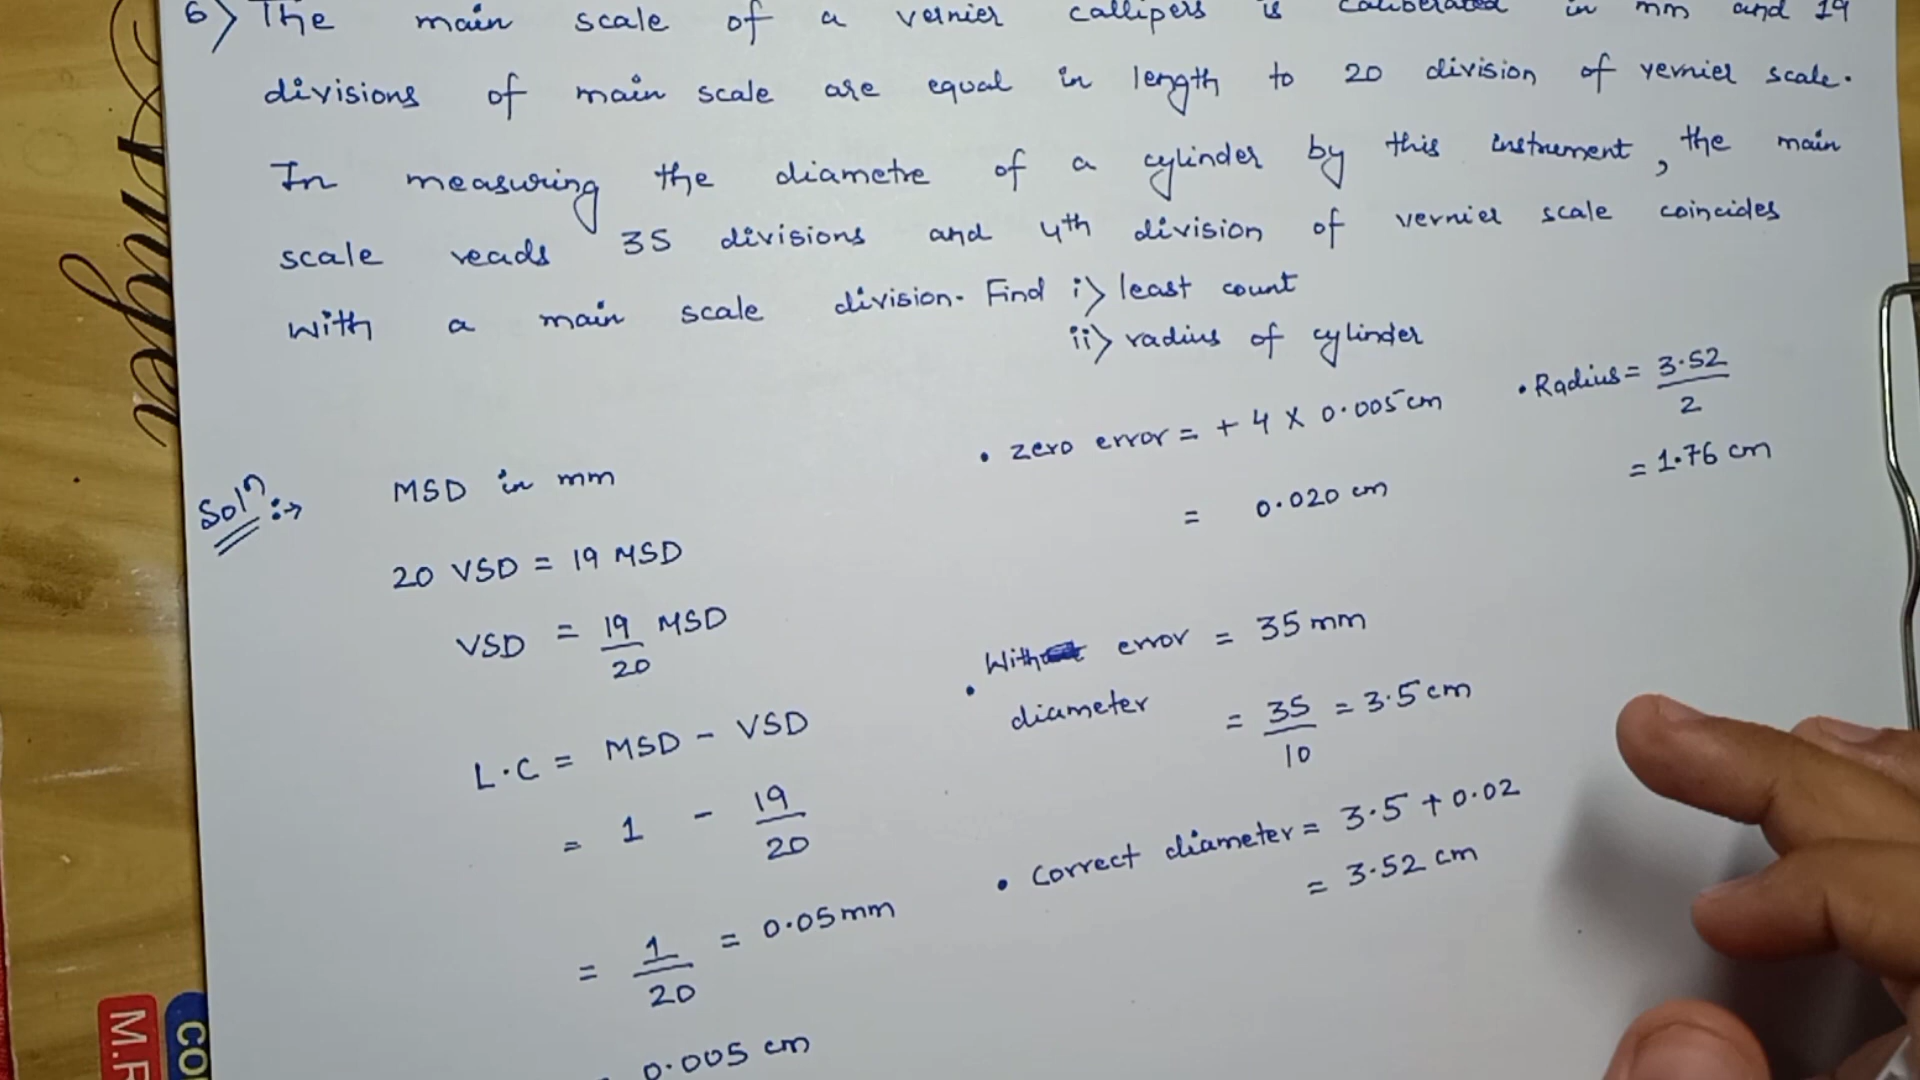 6) The main scale of a vernier callipers is caliberated in mm and 19
divisions of main scale are equal in length to 20 division of vernier scale.
In measuring the diametre of a cylinder by this instrument, the main
scale reads 35 divisions and 4th division of vernier scale coincides
with a main scale division. Find i) least count
ii) radius of cylinder
Solⁿ :→
MSD in mm
20 VSD = 19 MSD
VSD = 19/20 MSD
L.C = MSD - VSD
= 1 - 19/20
= 1/20 = 0.05 mm
0.005 cm
• zero error = + 4 X 0.005 cm
= 0.020 cm
• With error = 35 mm
diameter = 35/10 = 3.5 cm
• Correct diameter = 3.5 + 0.02
= 3.52 cm
• Radius = 3.52/2
= 1.76 cm
M.R
CO